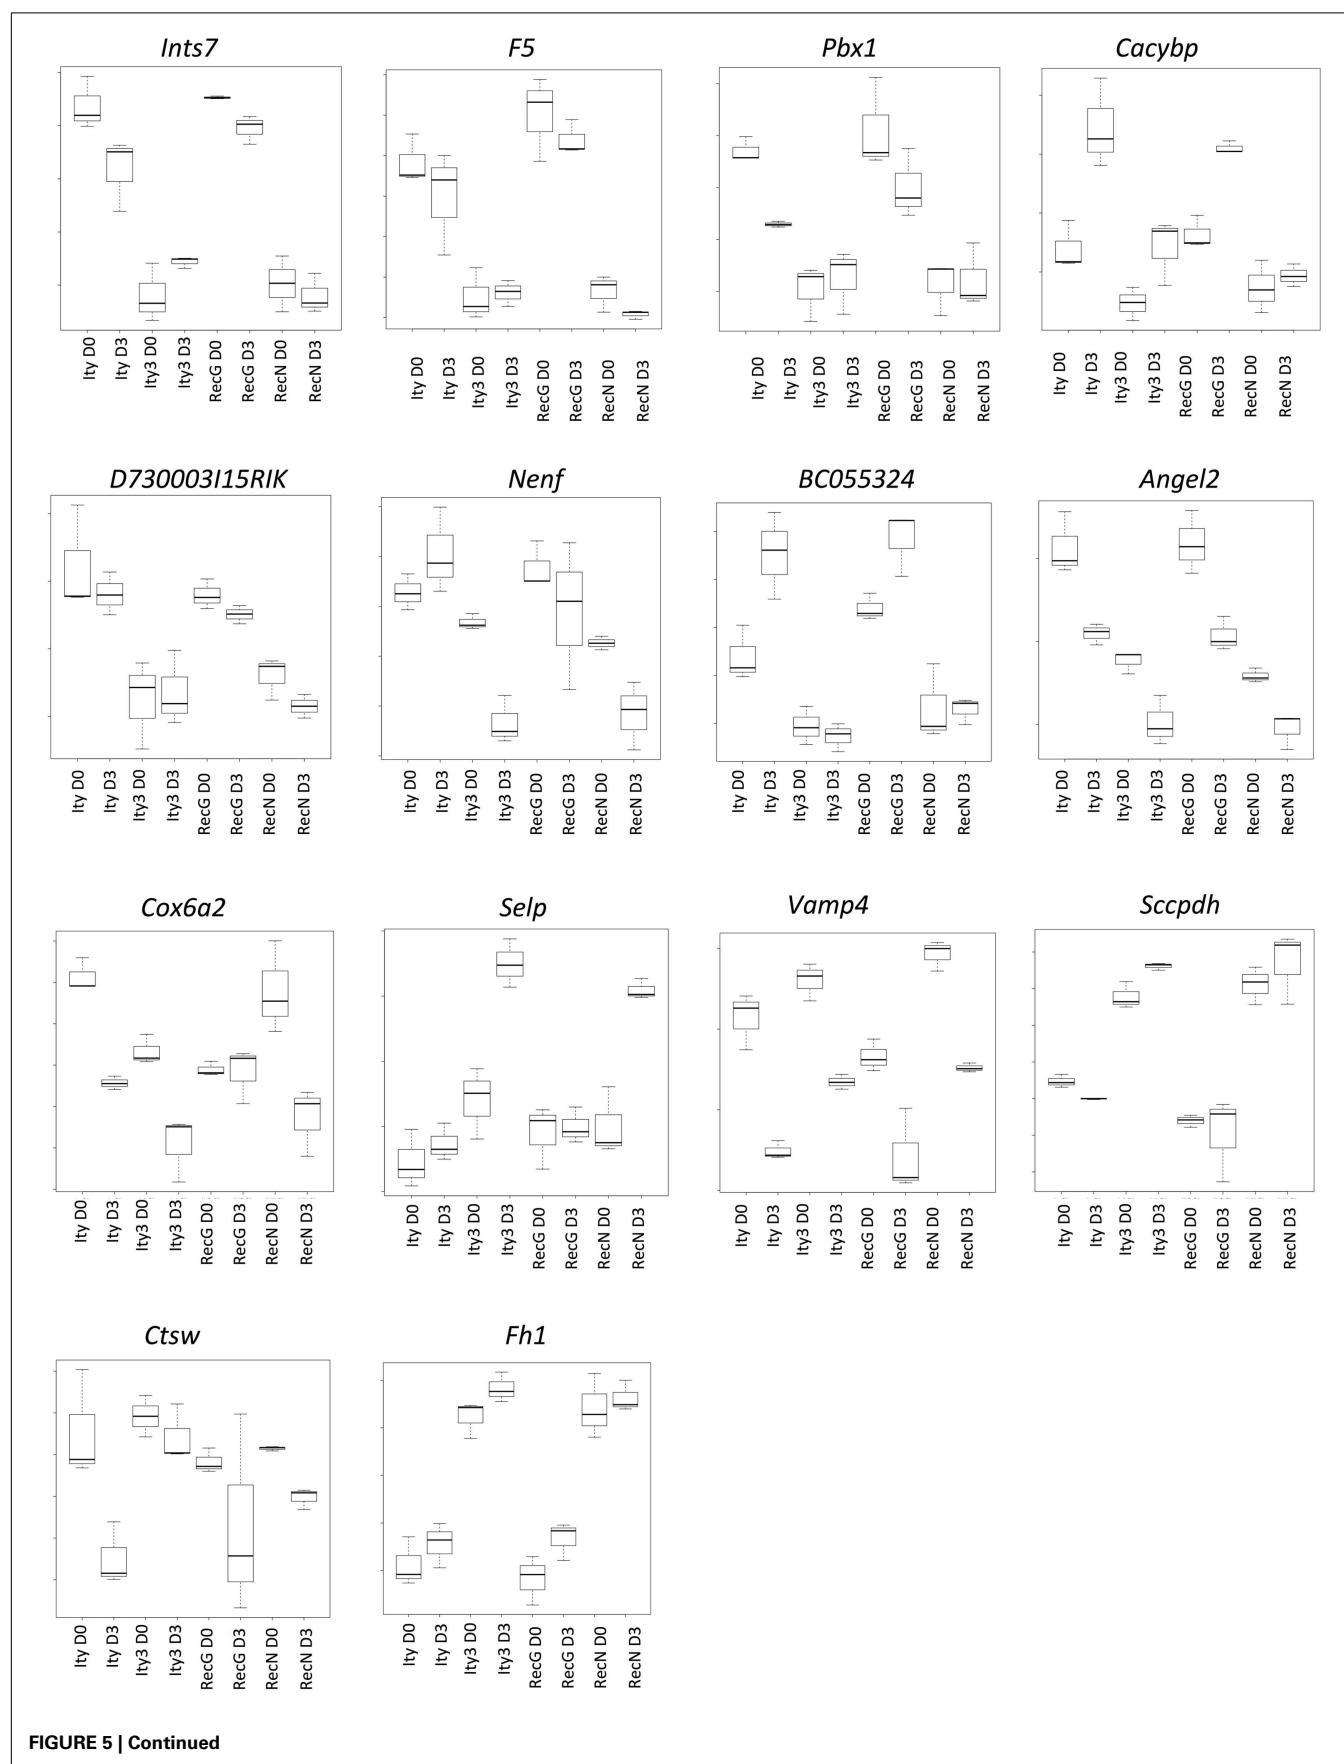 Ints7 F5 Pbx1 Cacybp
Ity D0 Ity D3 Ity3 D0 Ity3 D3 RecG D0 RecG D3 RecN D0 RecN D3 Ity D0 Ity D3 Ity3 D0 Ity3 D3 RecG D0 RecG D3 RecN D0 RecN D3 Ity D0 Ity D3 Ity3 D0 Ity3 D3 RecG D0 RecG D3 RecN D0 RecN D3 Ity D0 Ity D3 Ity3 D0 Ity3 D3 RecG D0 RecG D3 RecN D0 RecN D3
D730003I15RIK Nenf BC055324 Angel2
Ity D0 Ity D3 Ity3 D0 Ity3 D3 RecG D0 RecG D3 RecN D0 RecN D3 Ity D0 Ity D3 Ity3 D0 Ity3 D3 RecG D0 RecG D3 RecN D0 RecN D3 Ity D0 Ity D3 Ity3 D0 Ity3 D3 RecG D0 RecG D3 RecN D0 RecN D3 Ity D0 Ity D3 Ity3 D0 Ity3 D3 RecG D0 RecG D3 RecN D0 RecN D3
Cox6a2 Selp Vamp4 Sccpdh
Ity D0 Ity D3 Ity3 D0 Ity3 D3 RecG D0 RecG D3 RecN D0 RecN D3 Ity D0 Ity D3 Ity3 D0 Ity3 D3 RecG D0 RecG D3 RecN D0 RecN D3 Ity D0 Ity D3 Ity3 D0 Ity3 D3 RecG D0 RecG D3 RecN D0 RecN D3 Ity D0 Ity D3 Ity3 D0 Ity3 D3 RecG D0 RecG D3 RecN D0 RecN D3
Ctsw Fh1
Ity D0 Ity D3 Ity3 D0 Ity3 D3 RecG D0 RecG D3 RecN D0 RecN D3 Ity D0 Ity D3 Ity3 D0 Ity3 D3 RecG D0 RecG D3 RecN D0 RecN D3
FIGURE 5 | Continued